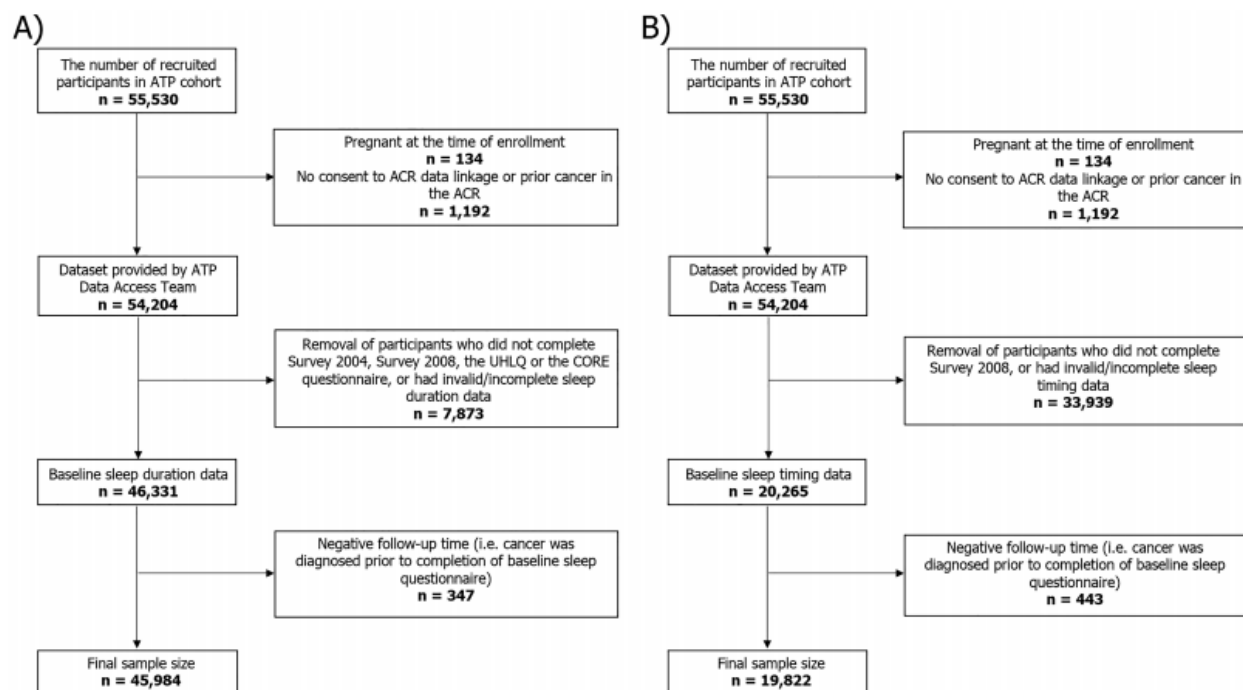 A)
The number of recruited
participants in ATP cohort
n = 55,530
Pregnant at the time of enrollment
n = 134
No consent to ACR data linkage or prior cancer in
the ACR
n = 1,192
Dataset provided by ATP
Data Access Team
n = 54,204
Removal of participants who did not complete
Survey 2004, Survey 2008, the UHLQ or the CORE
questionnaire, or had invalid/incomplete sleep
duration data
n = 7,873
Baseline sleep duration data
n = 46,331
Negative follow-up time (i.e. cancer was
diagnosed prior to completion of baseline sleep
questionnaire)
n = 347
Final sample size
n = 45,984
B)
The number of recruited
participants in ATP cohort
n = 55,530
Pregnant at the time of enrollment
n = 134
No consent to ACR data linkage or prior cancer in
the ACR
n = 1,192
Dataset provided by ATP
Data Access Team
n = 54,204
Removal of participants who did not complete
Survey 2008, or had invalid/incomplete sleep
timing data
n = 33,939
Baseline sleep timing data
n = 20,265
Negative follow-up time (i.e. cancer was
diagnosed prior to completion of baseline sleep
questionnaire)
n = 443
Final sample size
n = 19,822